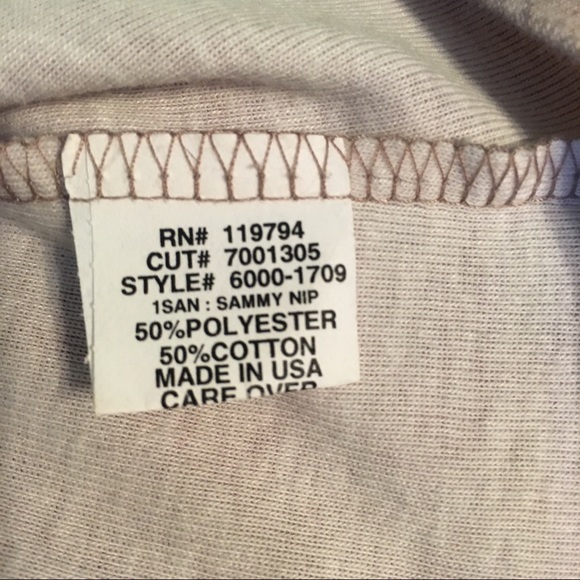 RN# 119794
CUT# 7001305
STYLE# 6000-1709
1SAN : SAMMY NIP
50%POLYESTER
50%COTTON
MADE IN USA
CARE OVER